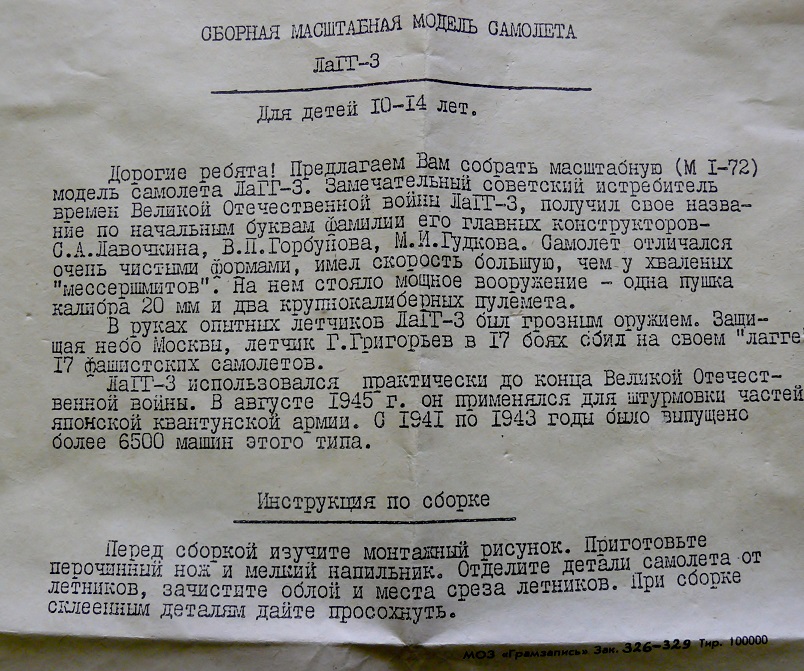 СБОРНАЯ МАСШТАБНАЯ МОДЕЛЬ САМОЛЕТА
ЛаГГ-3
Для детей 10-14 лет.
Дорогие ребята! Предлагаем Вам собрать масштабную (М I-72)
модель самолета ЛаГГ-3. Замечательный советский истребитель
времен Великой Отечественной войны ЛаГГ-3, получил свое назва-
ние по начальным буквам фамилии его главных конструкторов-
С.А.Лавочкина, В.П.Горбунова, М.И.Гудкова. Самолет отличался
очень чистыми формами, имел скорость большую, чем у хваленых
"мессершмитов". На нем стояло мощное вооружение - одна пушка
калибра 20 мм и два крупнокалиберных пулемета.
В руках опытных летчиков ЛаГГ-3 был грозным оружием. Защи-
щая небо Москвы, летчик Г.Григорьев в 17 боях сбил на своем "лагге
17 фашистских самолетов.
ЛаГГ-3 использовался практически до конца Великой Отечест-
венной войны. В августе 1945 г. он применялся для штурмовки частей
японской квантунской армии. С 1941 по 1943 годы было выпущено
более 6500 машин этого типа.
Инструкция по сборке
Перед сборкой изучите монтажный рисунок. Приготовьте
перочинный нож и мелкий напильник. Отделите детали самолета от
летников, зачистите облой и места среза летников. При сборке
склеенным деталям дайте просохнуть.
МОЗ «Грамзапись» Зак. 326-329 Тир. 100000